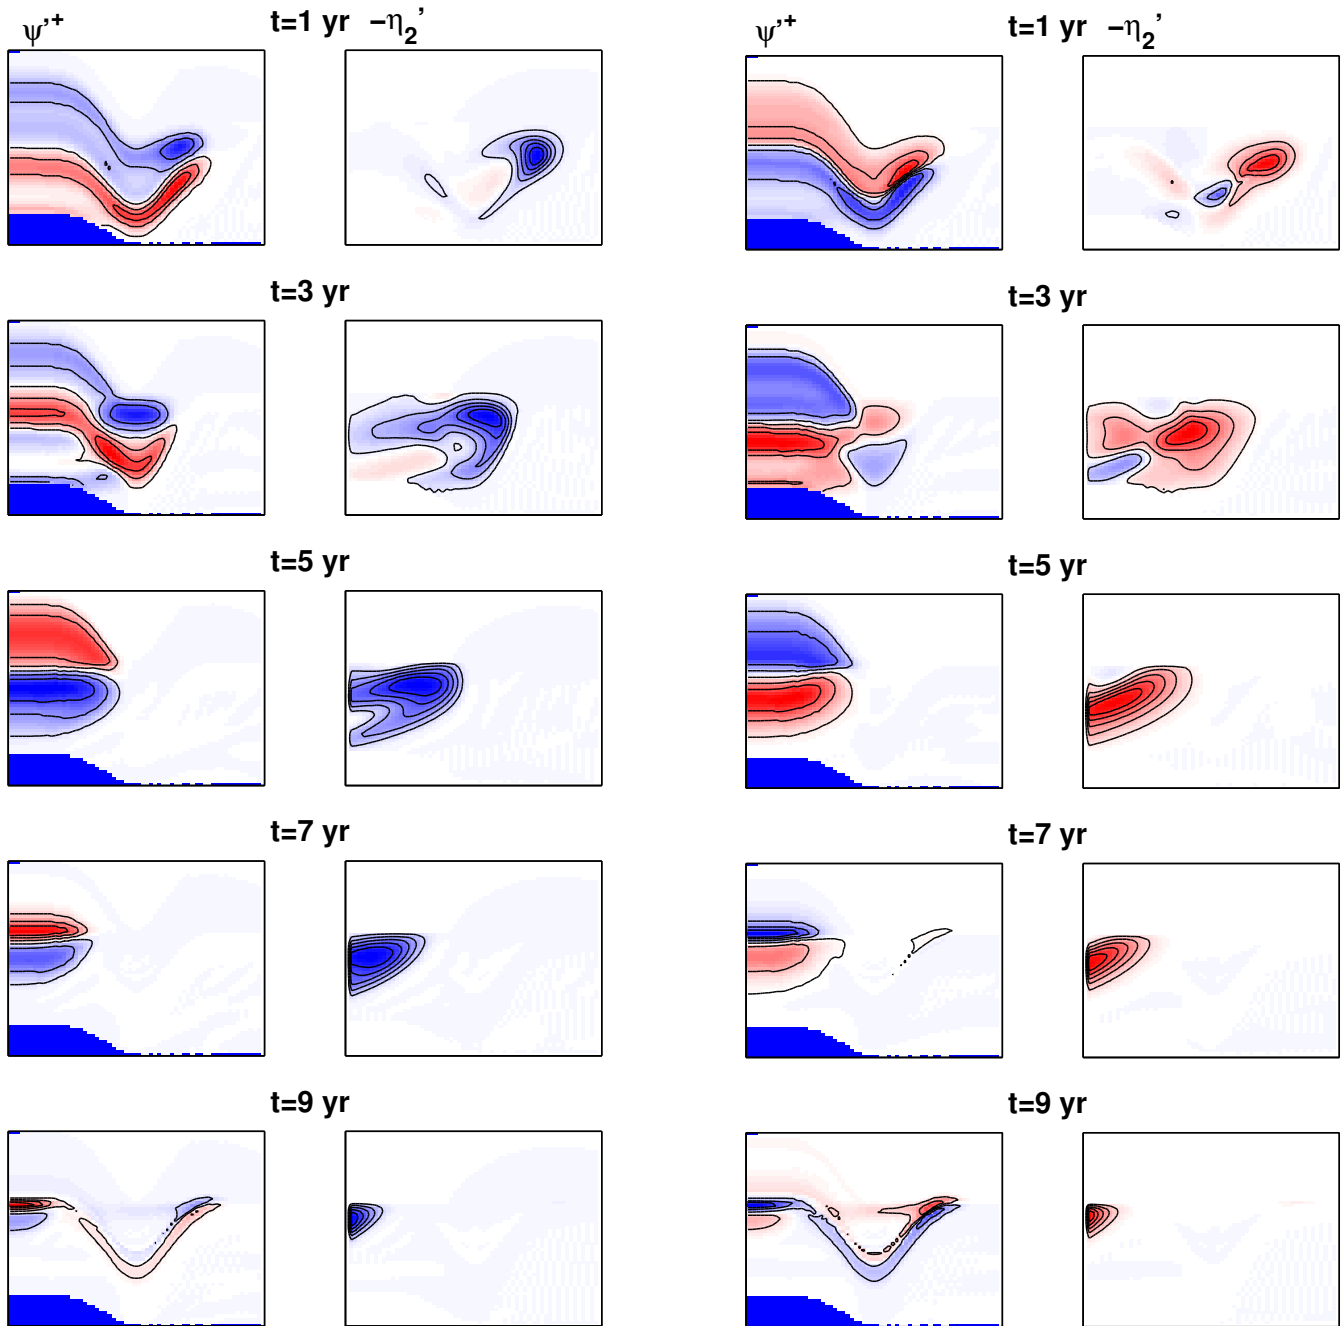 ψ'⁺ t=1 yr −η₂' ψ'⁺ t=1 yr −η₂'
t=3 yr t=3 yr
t=5 yr t=5 yr
t=7 yr t=7 yr
t=9 yr t=9 yr